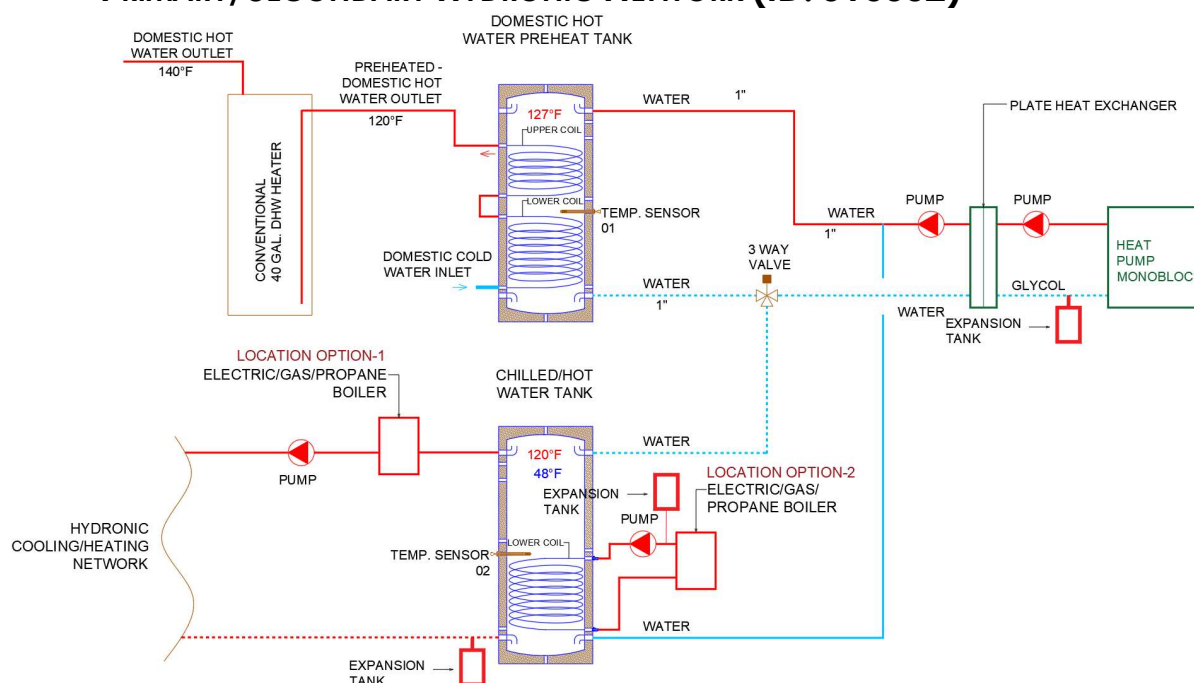 DOMESTIC HOT
WATER PREHEAT TANK
DOMESTIC HOT
WATER OUTLET
140°F
PREHEATED -
DOMESTIC HOT
WATER OUTLET
120°F
127°F
UPPER COIL
LOWER COIL
WATER
1"
PLATE HEAT EXCHANGER
CONVENTIONAL
40 GAL. DHW HEATER
TEMP. SENSOR
01
WATER
1"
PUMP
PUMP
HEAT
PUMP
MONOBLOC
DOMESTIC COLD
WATER INLET
3 WAY
VALVE
WATER
1"
GLYCOL
WATER
EXPANSION
TANK
LOCATION OPTION-1
ELECTRIC/GAS/PROPANE
BOILER
CHILLED/HOT
WATER TANK
PUMP
120°F
48°F
WATER
LOCATION OPTION-2
ELECTRIC/GAS/
PROPANE BOILER
EXPANSION
TANK
PUMP
HYDRONIC
COOLING/HEATING
NETWORK
TEMP. SENSOR
02
LOWER COIL
WATER
EXPANSION
TANK